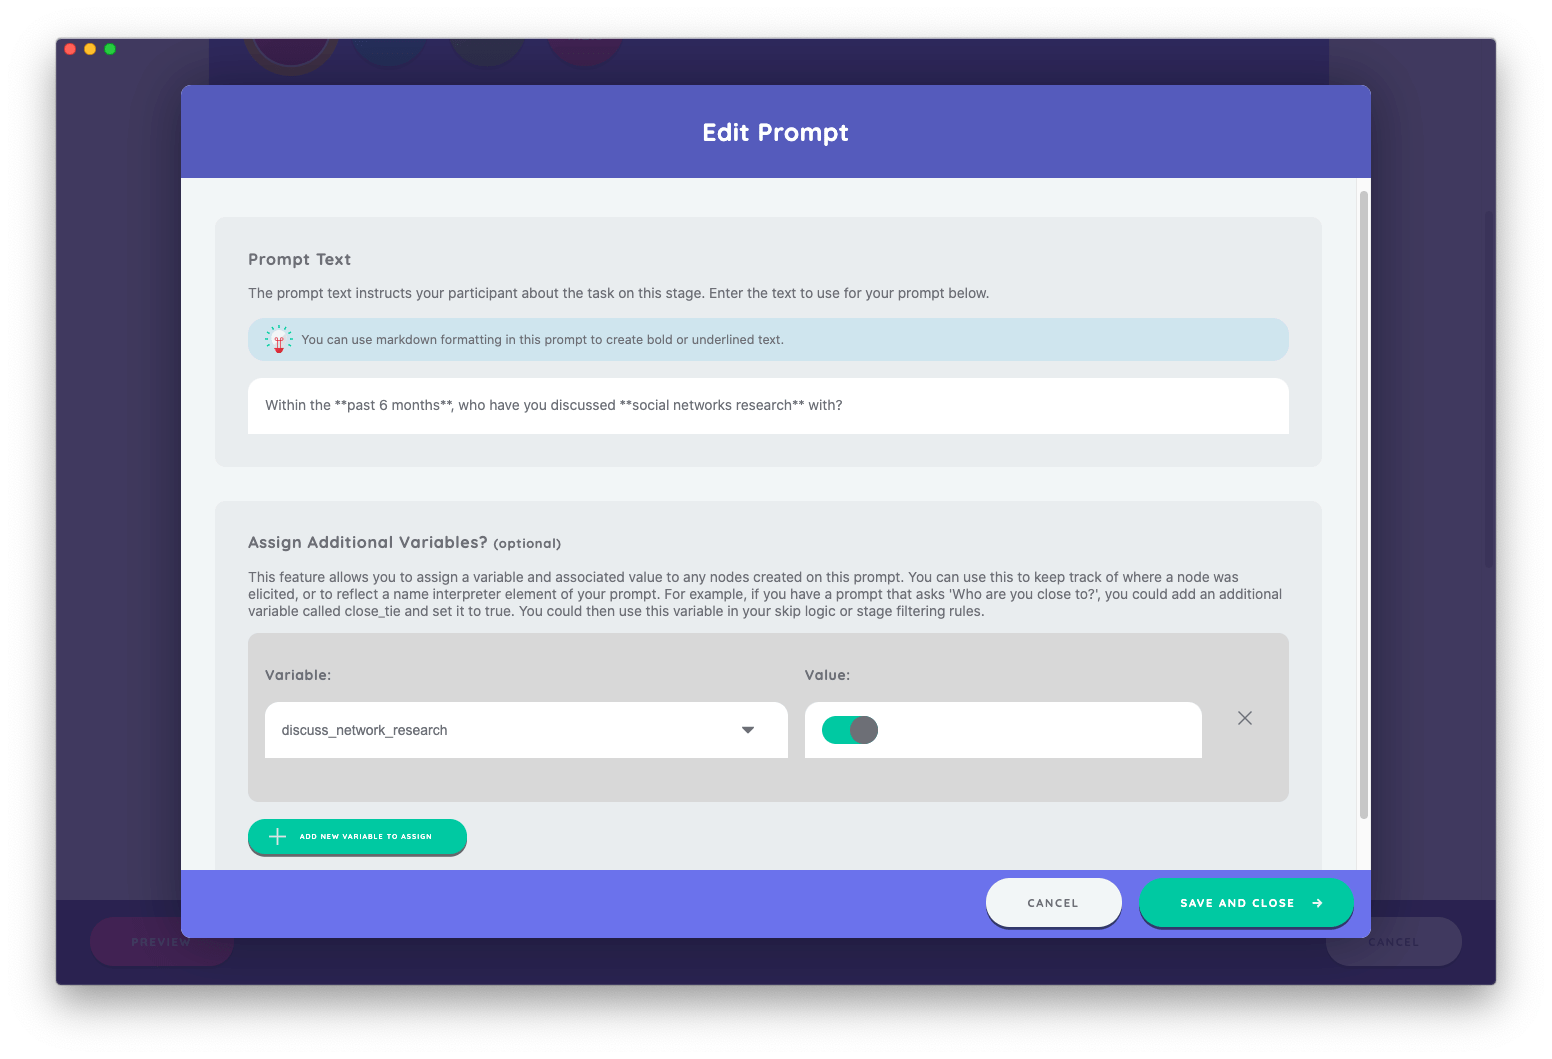 Edit Prompt
Prompt Text
The prompt text instructs your participant about the task on this stage. Enter the text to use for your prompt below.
You can use markdown formatting in this prompt to create bold or underlined text.
Within the **past 6 months**, who have you discussed **social networks research** with?
Assign Additional Variables? (optional)
This feature allows you to assign a variable and associated value to any nodes created on this prompt. You can use this to keep track of where a node was
elicited, or to reflect a name interpreter element of your prompt. For example, if you have a prompt that asks 'Who are you close to?', you could add an additional
variable called close_tie and set it to true. You could then use this variable in your skip logic or stage filtering rules.
Variable:
Value:
discuss_network_research
ADD NEW VARIABLE TO ASSIGN
CANCEL
SAVE AND CLOSE
PREVIEW
CANCEL